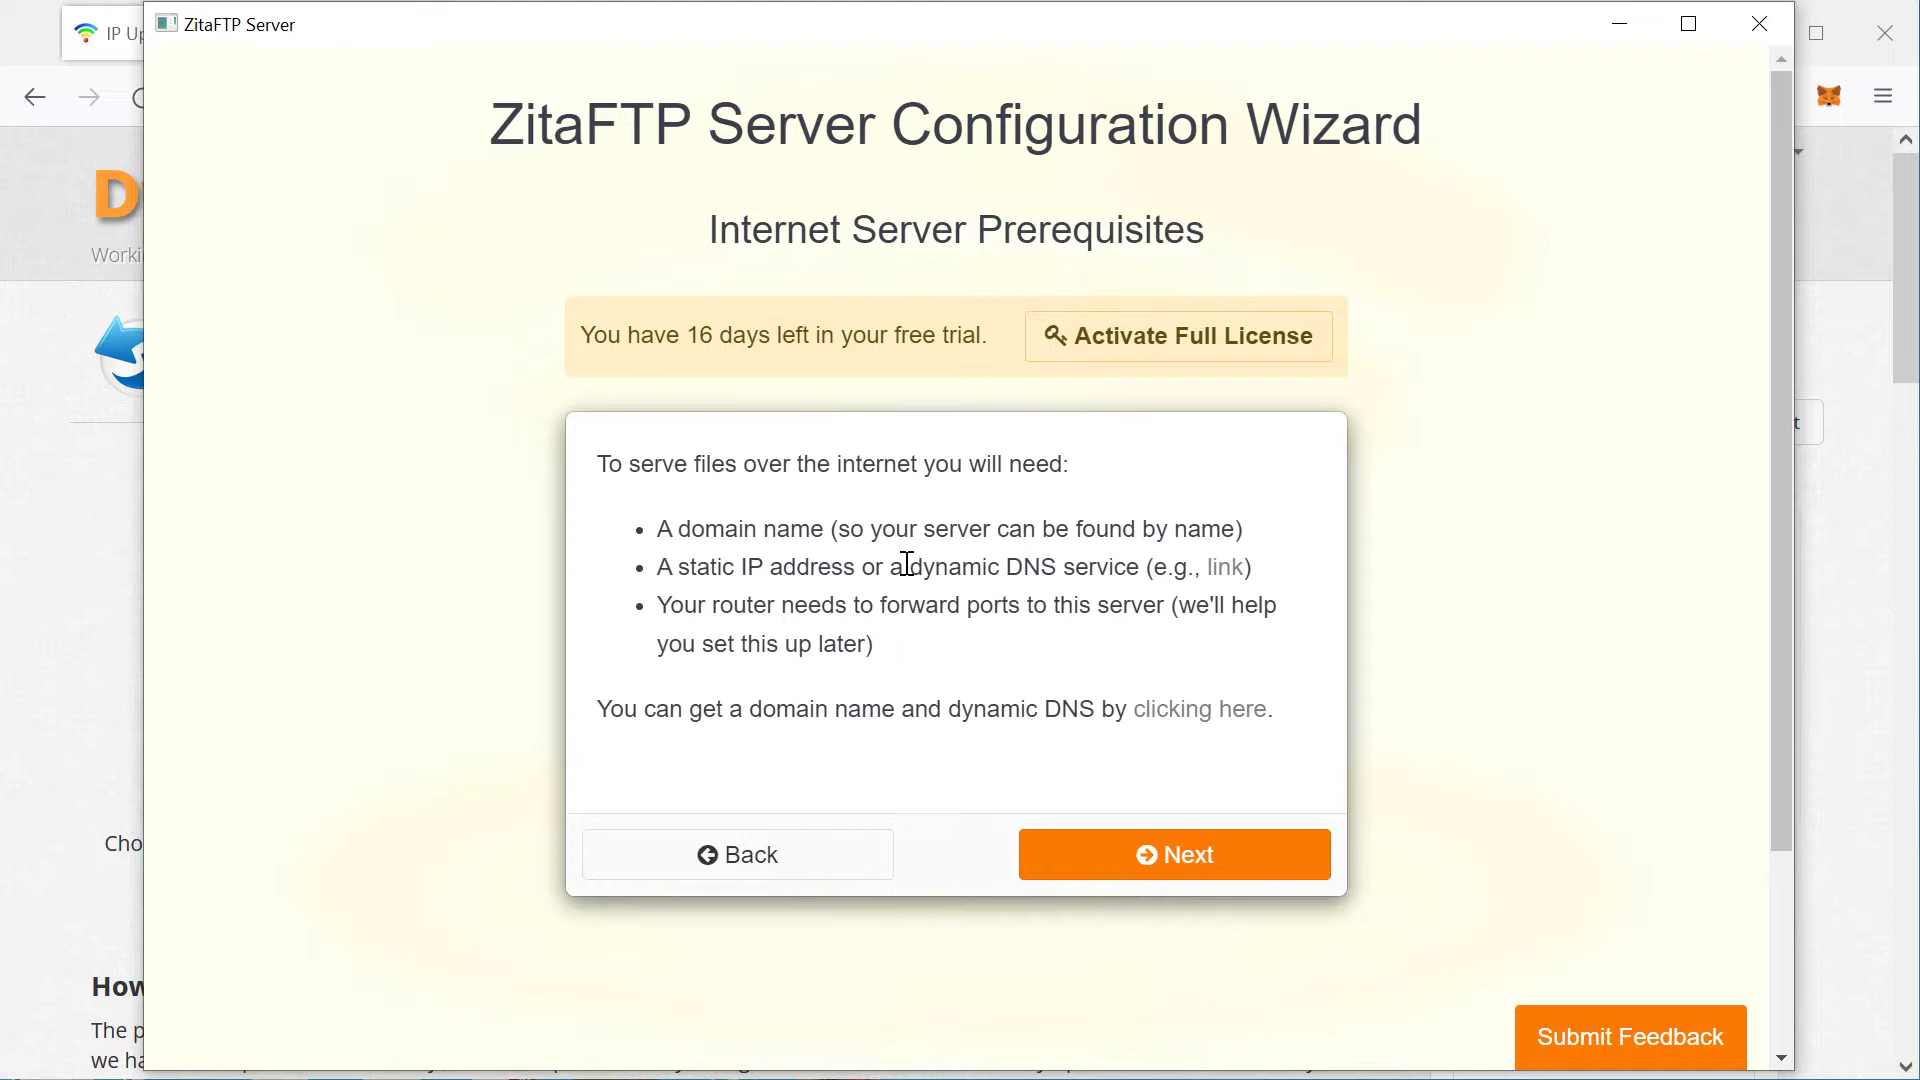 ZitaFTP Server
ZitaFTP Server Configuration Wizard
Internet Server Prerequisites
You have 16 days left in your free trial.
Activate Full License
To serve files over the internet you will need:
• A domain name (so your server can be found by name)
• A static IP address or a dynamic DNS service (e.g., link)
• Your router needs to forward ports to this server (we'll help
you set this up later)
You can get a domain name and dynamic DNS by clicking here.
Back
Next
Submit Feedback
IP
How
The
we